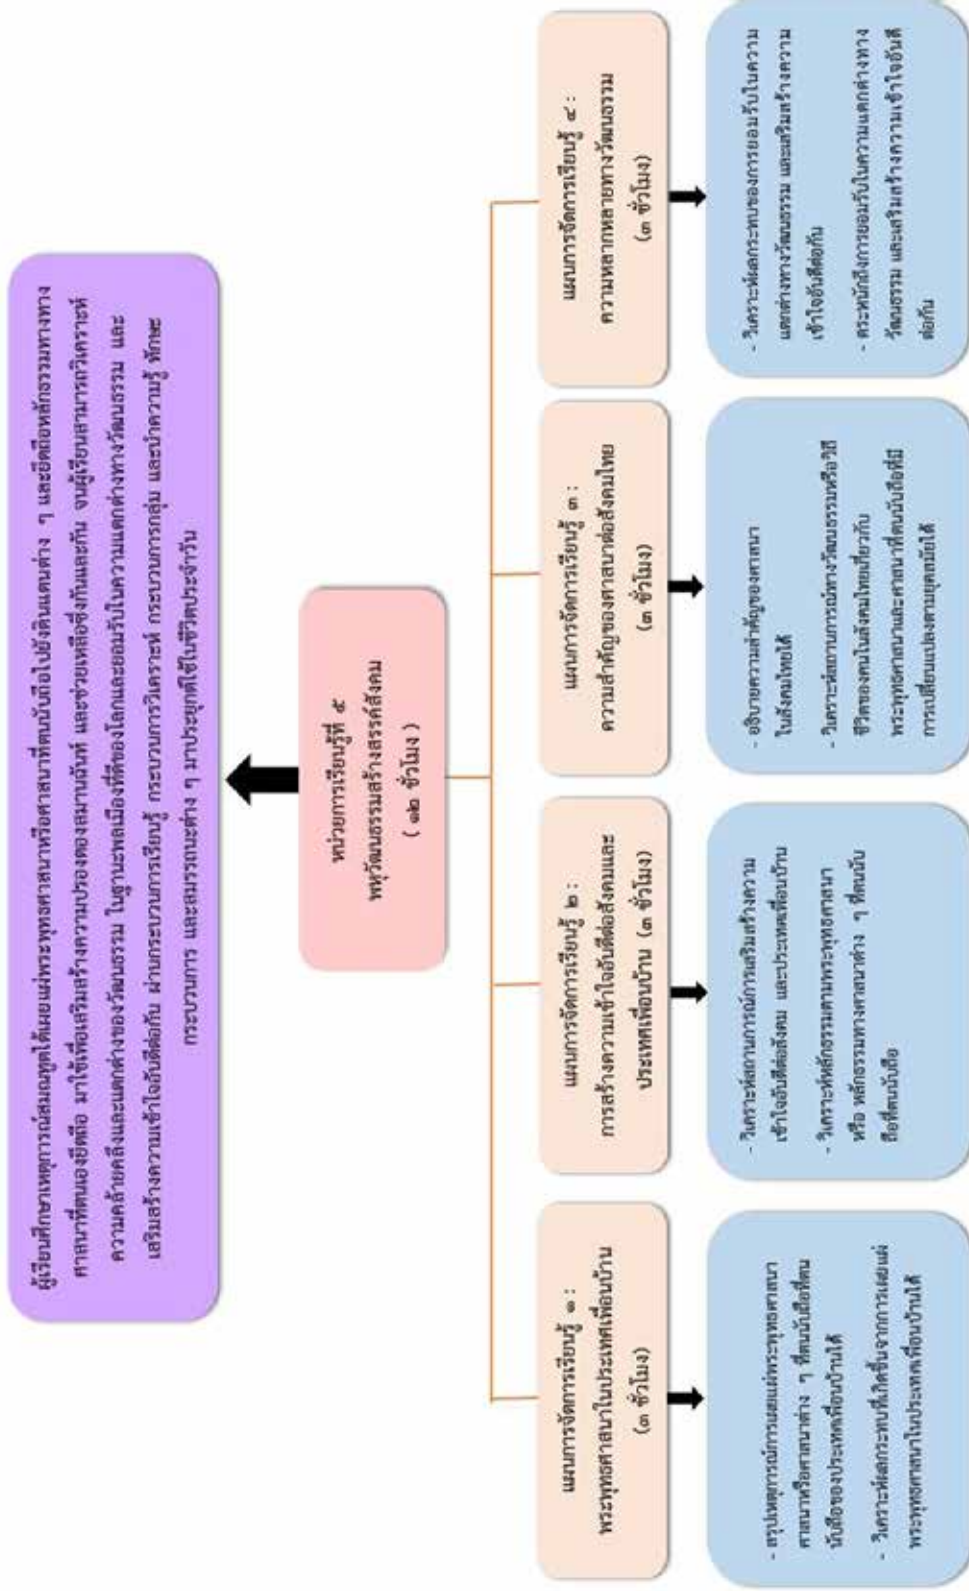 ผู้เรียนศึกษาเหตุการณ์สมณทูตได้เผยแผ่พระพุทธศาสนาหรือศาสนาที่ตนนับถือไปยังดินแดนต่าง ๆ และยึดถือหลักธรรมทางทาง
ศาสนาที่ตนเองยึดถือ มาใช้เพื่อเสริมสร้างความปรองดองสมานฉันท์ และช่วยเหลือซึ่งกันและกัน จนผู้เรียนสามารถวิเคราะห์
ความคล้ายคลึงและแตกต่างของวัฒนธรรม ในฐานะพลเมืองที่ดีของโลกและยอมรับในความแตกต่างทางวัฒนธรรม และ
เสริมสร้างความเข้าใจอันดีต่อกัน ผ่านกระบวนการเรียนรู้ กระบวนการวิเคราะห์ กระบวนการกลุ่ม และนำความรู้ ทักษะ
กระบวนการ และสมรรถนะต่าง ๆ มาประยุกต์ใช้ในชีวิตประจำวัน
หน่วยการเรียนรู้ที่ ๕
พหุวัฒนธรรมสร้างสรรค์สังคม
( ๑๒ ชั่วโมง )
แผนการจัดการเรียนรู้ ๑ :
พระพุทธศาสนาในประเทศเพื่อนบ้าน
(๓ ชั่วโมง)
- สรุปเหตุการณ์การเผยแผ่พระพุทธศาสนา
ศาสนาหรือศาสนาต่าง ๆ ที่ตนนับถือที่ตน
นับถือของประเทศเพื่อนบ้านได้
- วิเคราะห์ผลกระทบที่เกิดขึ้นจากการเผยแผ่
พระพุทธศาสนาในประเทศเพื่อนบ้านได้
แผนการจัดการเรียนรู้ ๒ :
การสร้างความเข้าใจอันดีต่อสังคมและ
ประเทศเพื่อนบ้าน (๓ ชั่วโมง)
- วิเคราะห์สถานการณ์การเสริมสร้างความ
เข้าใจอันดีต่อสังคม และประเทศเพื่อนบ้าน
- วิเคราะห์หลักธรรมตามพระพุทธศาสนา
หรือ หลักธรรมทางศาสนาต่าง ๆ ที่ตนนับ
ถือที่ตนนับถือ
แผนการจัดการเรียนรู้ ๓ :
ความสำคัญของศาสนาต่อสังคมไทย
(๓ ชั่วโมง)
- อธิบายความสำคัญของศาสนา
ในสังคมไทยได้
- วิเคราะห์สถานการณ์ทางวัฒนธรรมหรือวิถี
ชีวิตของคนในสังคมไทยเกี่ยวกับ
พระพุทธศาสนาและศาสนาที่ตนนับถือที่มี
การเปลี่ยนแปลงตามยุคสมัยได้
แผนการจัดการเรียนรู้ ๔ :
ความหลากหลายทางวัฒนธรรม
(๓ ชั่วโมง)
- วิเคราะห์ผลกระทบของการยอมรับในความ
แตกต่างทางวัฒนธรรม และเสริมสร้างความ
เข้าใจอันดีต่อกัน
- ตระหนักถึงการยอมรับในความแตกต่างทาง
วัฒนธรรม และเสริมสร้างความเข้าใจอันดี
ต่อกัน